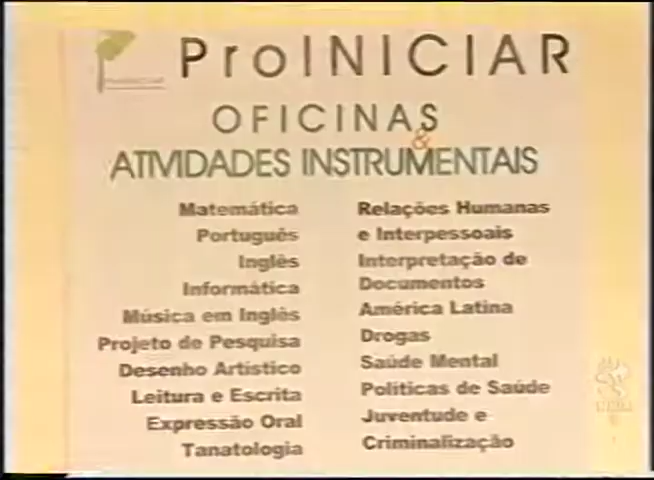 ProINICIAR
OFICINAS
&
ATIVIDADES INSTRUMENTAIS
Matemática
Português
Inglês
Informática
Música em Inglês
Projeto de Pesquisa
Desenho Artístico
Leitura e Escrita
Expressão Oral
Tanatologia
Relações Humanas
e Interpessoais
Interpretação de
Documentos
América Latina
Drogas
Saúde Mental
Políticas de Saúde
Juventude e
Criminalização